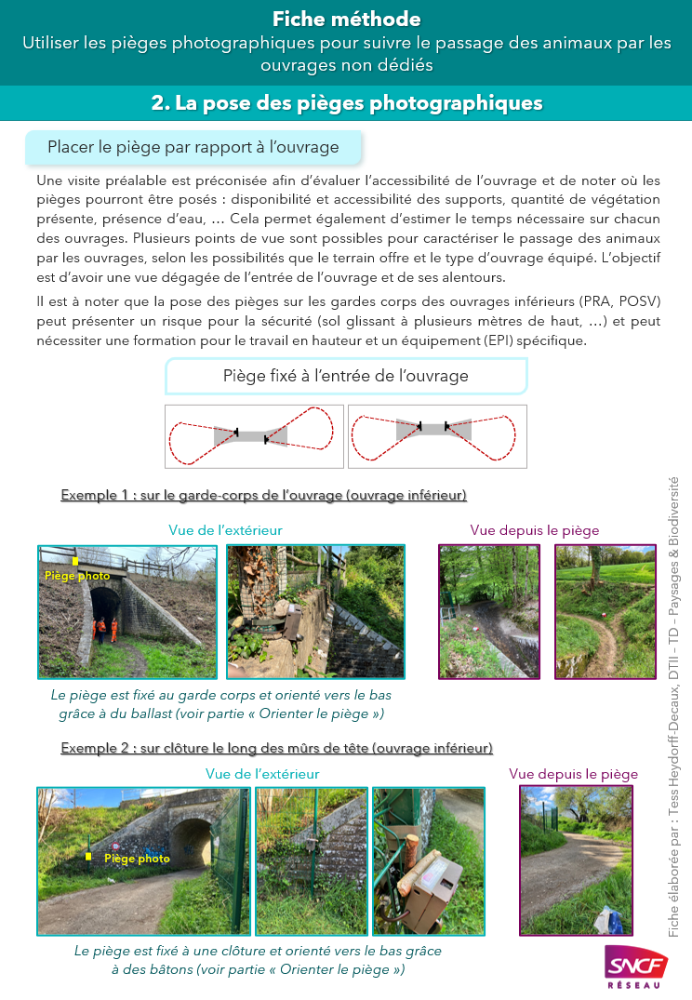 Fiche méthode
Utiliser les pièges photographiques pour suivre le passage des animaux par les
ouvrages non dédiés
2. La pose des pièges photographiques
Placer le piège par rapport à l’ouvrage
Une visite préalable est préconisée afin d’évaluer l’accessibilité de l’ouvrage et de noter où les
pièges pourront être posés : disponibilité et accessibilité des supports, quantité de végétation
présente, présence d’eau, … Cela permet également d’estimer le temps nécessaire sur chacun
des ouvrages. Plusieurs points de vue sont possibles pour caractériser le passage des animaux
par les ouvrages, selon les possibilités que le terrain offre et le type d’ouvrage équipé. L’objectif
est d’avoir une vue dégagée de l’entrée de l’ouvrage et de ses alentours.
Il est à noter que la pose des pièges sur les gardes corps des ouvrages inférieurs (PRA, POSV)
peut présenter un risque pour la sécurité (sol glissant à plusieurs mètres de haut, …) et peut
nécessiter une formation pour le travail en hauteur et un équipement (EPI) spécifique.
Piège fixé à l’entrée de l’ouvrage
Exemple 1 : sur le garde-corps de l’ouvrage (ouvrage inférieur)
Vue de l’extérieur
Vue depuis le piège
Piège photo
Le piège est fixé au garde corps et orienté vers le bas
grâce à du ballast (voir partie « Orienter le piège »)
Exemple 2 : sur clôture le long des mûrs de tête (ouvrage inférieur)
Vue de l’extérieur
Vue depuis le piège
Piège photo
Le piège est fixé à une clôture et orienté vers le bas grâce
à des bâtons (voir partie « Orienter le piège »)
Fiche élaborée par : Tess Heydorff-Decaux, DTII – TD - Paysages & Biodiversité
SNCF
RÉSEAU